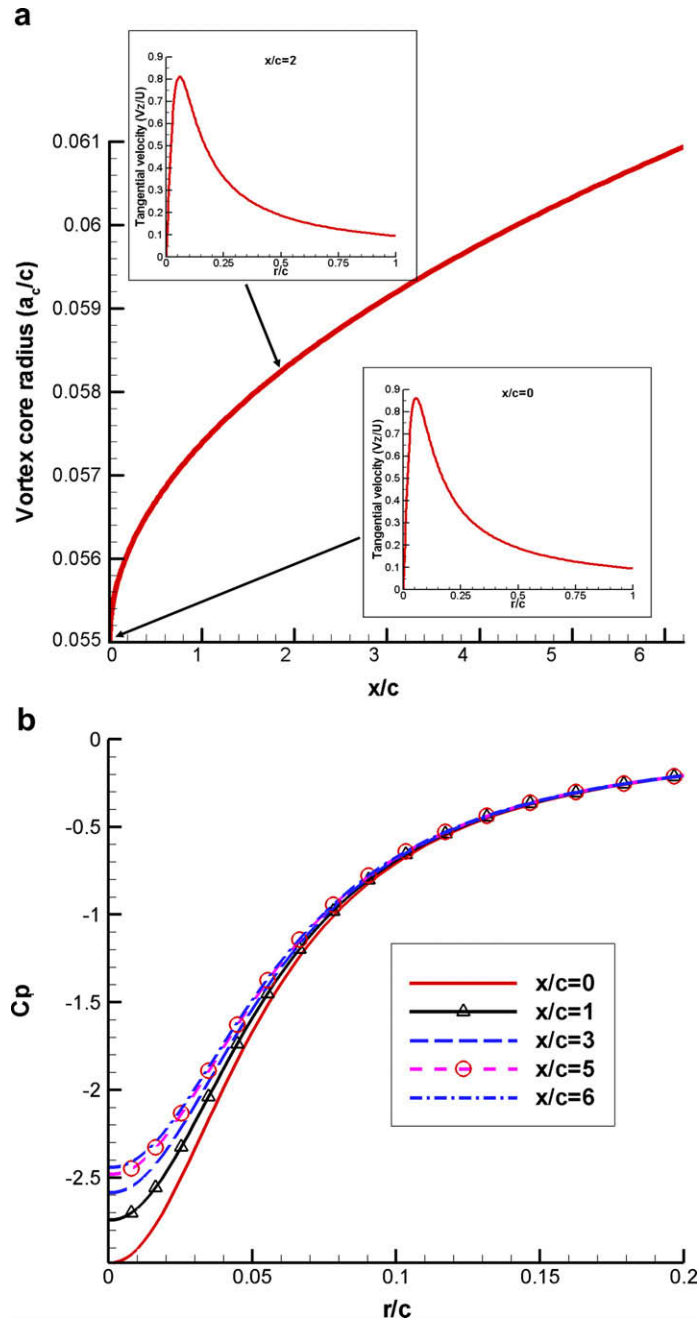 a
0.061
0.06
0.059
0.058
0.057
0.056
0.055
Vortex core radius (a_c/c)
0 1 2 3 4 5 6
x/c
x/c=2
0.9
0.8
0.7
0.6
0.5
0.4
0.3
0.2
0.1
0
Tangential velocity (Vz/U)
0 0.25 0.5 0.75 1
r/c
x/c=0
0.9
0.8
0.7
0.6
0.5
0.4
0.3
0.2
0.1
0
Tangential velocity (Vz/U)
0 0.25 0.5 0.75 1
r/c
b
0
-0.5
-1
-1.5
-2
-2.5
Cp
0 0.05 0.1 0.15 0.2
r/c
x/c=0
x/c=1
x/c=3
x/c=5
x/c=6